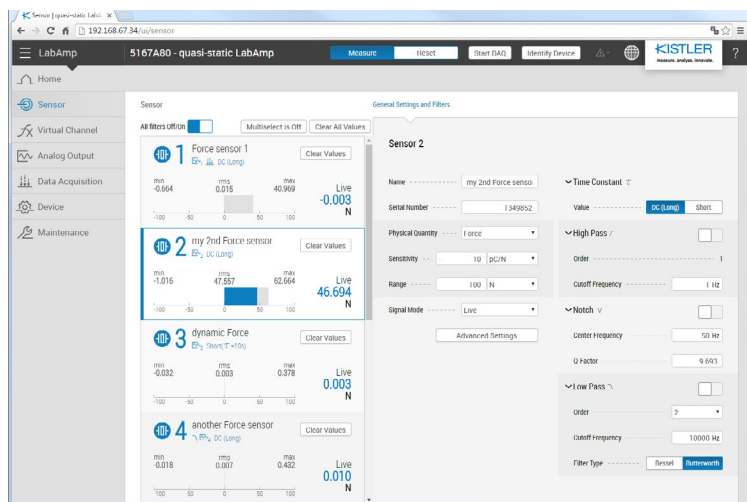 Sensor | quasi-static LabA
192.168.67.34/ui/sensor
LabAmp
5167A80 - quasi-static LabAmp
Measure
Reset
Start DAQ
Identify Device
KISTLER
measure. analyze. innovate.
?
Home
Sensor
Virtual Channel
Analog Output
Data Acquisition
Device
Maintenance
Sensor
All filters Off/On
Multiselect is Off
Clear All Values
1 Force sensor 1
DC (Long)
Clear Values
min rms max
-0.664 0.015 40.969
Live
-0.003
N
-100 -50 0 50 100
2 my 2nd Force sensor
DC (Long)
Clear Values
min rms max
-1.016 47.557 62.664
Live
46.694
N
-100 -50 0 50 100
3 dynamic Force
Short(τ =10s)
Clear Values
min rms max
-0.032 0.003 0.378
Live
0.003
N
-100 -50 0 50 100
4 another Force sensor
DC (Long)
Clear Values
min rms max
-0.018 0.007 0.432
Live
0.010
N
-100 -50 0 50 100
General Settings and Filters
Sensor 2
Name my 2nd Force senso
Serial Number 1349852
Physical Quantity Force
Sensitivity 10 pC/N
Range 100 N
Signal Mode Live
Advanced Settings
Time Constant τ
Value DC (Long) Short
High Pass
Order 1
Cutoff Frequency 1 Hz
Notch
Center Frequency 50 Hz
Q Factor 9.693
Low Pass
Order 2
Cutoff Frequency 10000 Hz
Filter Type Bessel Butterworth